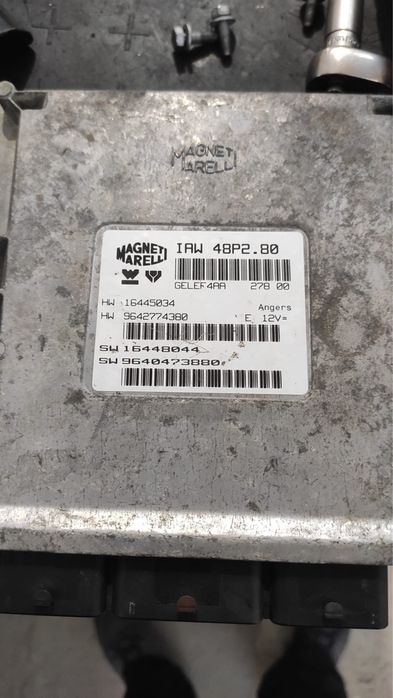 MAGNETI
MARELLI
MAGNETI
MARELLI
IAW 48P2.80
GELEF4AA 278 00
HW 16445034 Angers
HW 9642774380 E. 12V=
SW 16448044
SW 9640473880